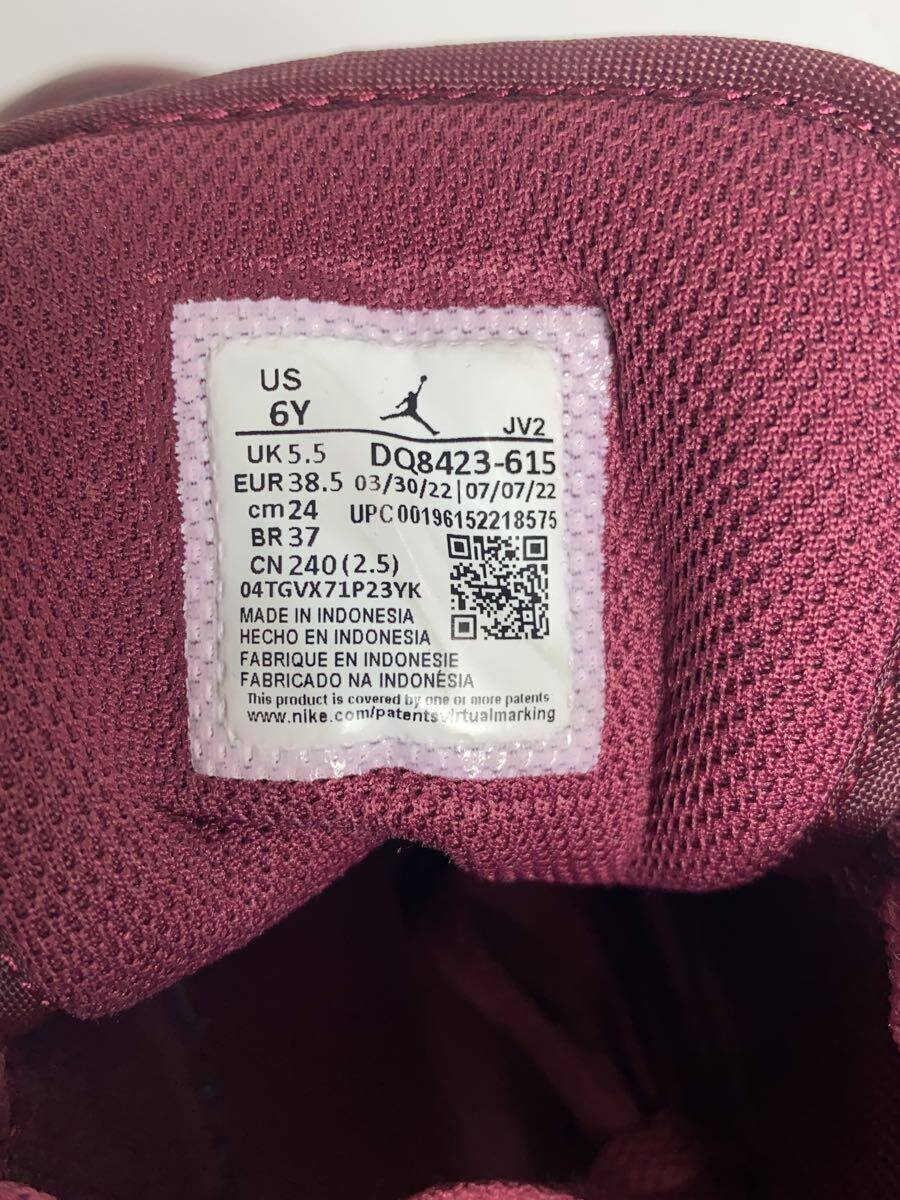 US
6Y
JV2
UK 5.5 DQ8423-615
EUR 38.5 03/30/22 | 07/07/22
cm 24 UPC 00196152218575
BR 37
CN 240 (2.5)
04TGVX71P23YK
MADE IN INDONESIA
HECHO EN INDONESIA
FABRIQUE EN INDONESIE
FABRICADO NA INDONÉSIA
This product is covered by one or more patents
www.nike.com/patentsvirtualmarking